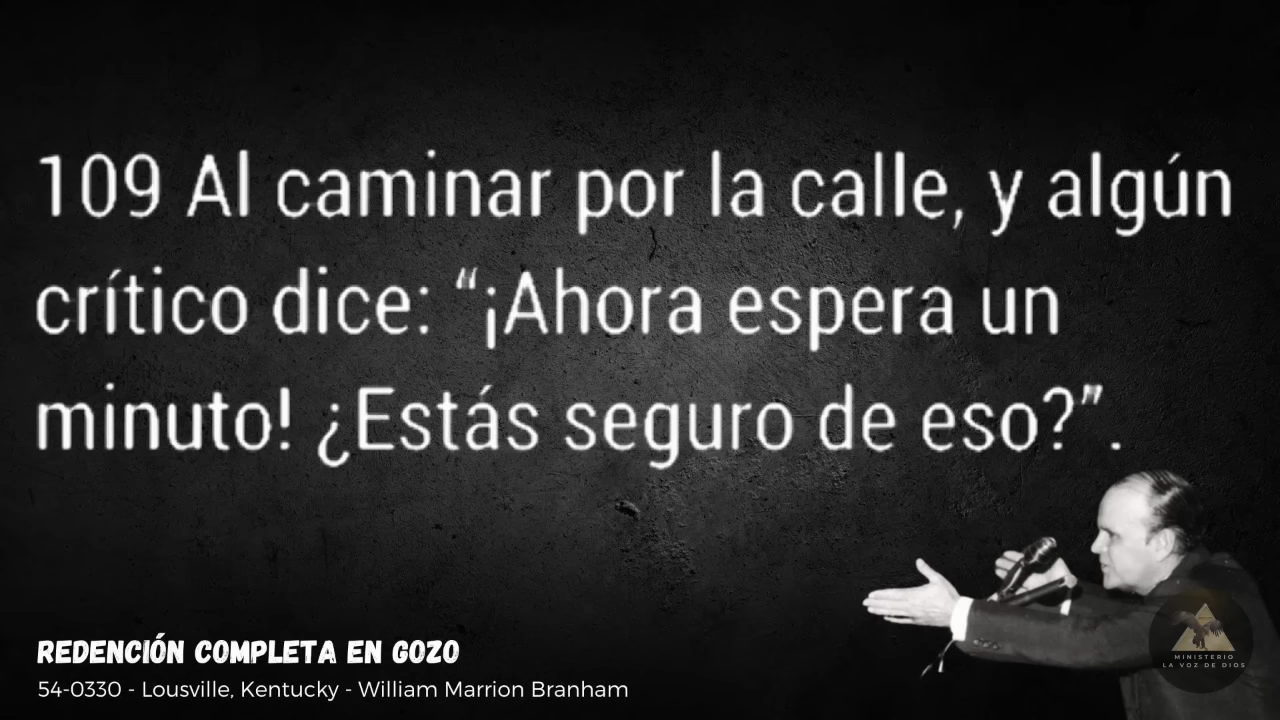 109 Al caminar por la calle, y algún
crítico dice: “¡Ahora espera un
minuto! ¿Estás seguro de eso?”.
REDENCIÓN COMPLETA EN GOZO
54-0330 - Lousville, Kentucky - William Marrion Branham
MINISTERIO
LA VOZ DE DIOS